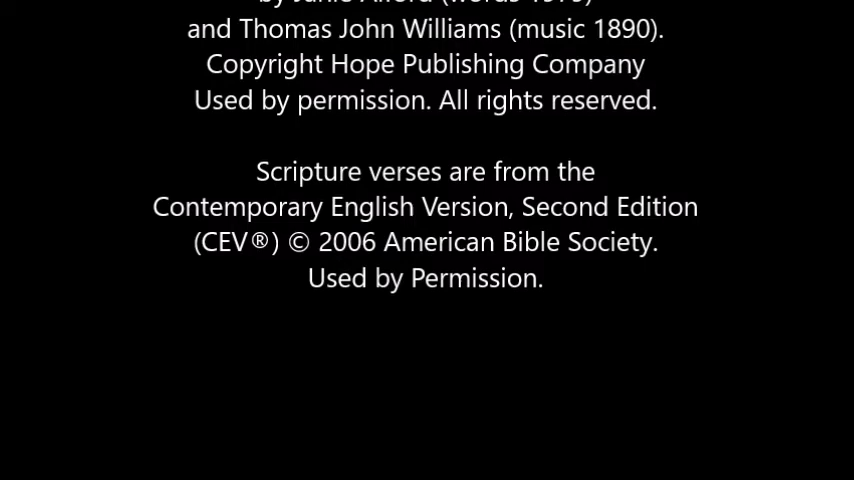 and Thomas John Williams (music 1890).
Copyright Hope Publishing Company
Used by permission. All rights reserved.
Scripture verses are from the
Contemporary English Version, Second Edition
(CEV®) © 2006 American Bible Society.
Used by Permission.